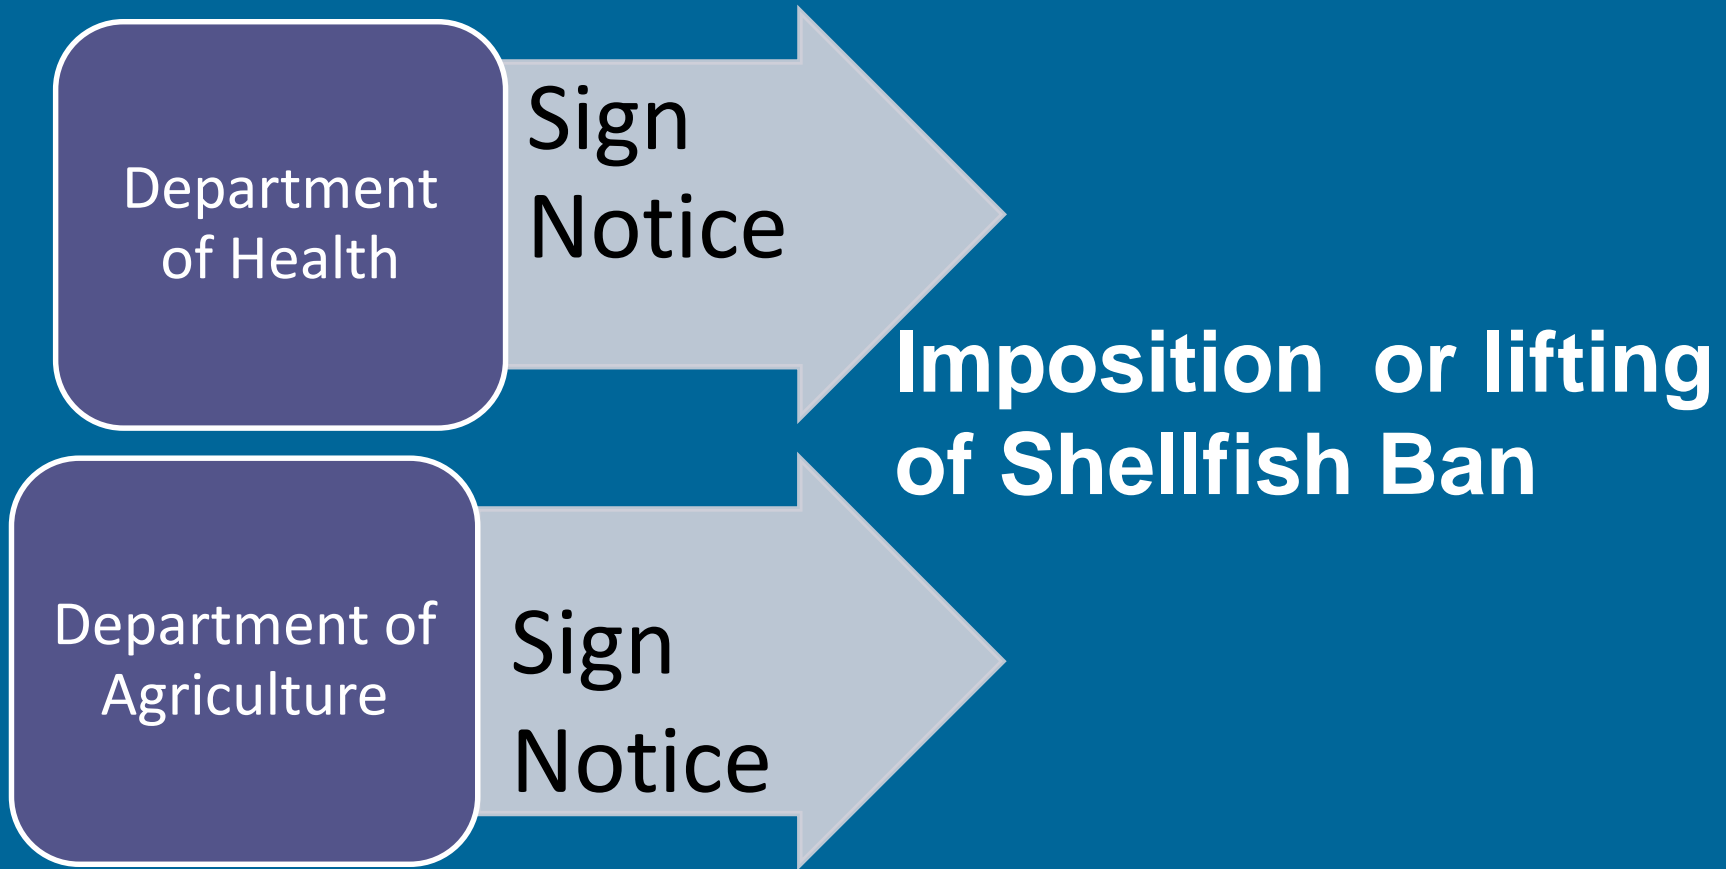 Department
of Health
Sign
Notice
Imposition  or lifting
of Shellfish Ban
Department of
Agriculture
Sign
Notice